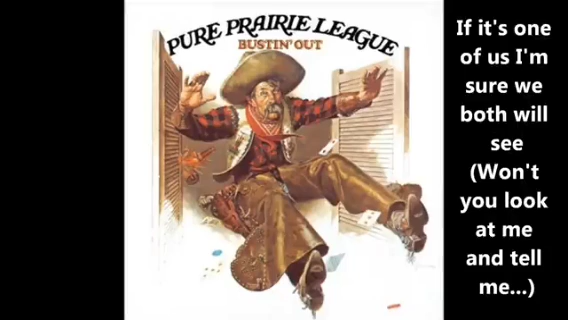 PURE PRAIRIE LEAGUE
BUSTIN' OUT
If it's one
of us I'm
sure we
both will
see
(Won't
you look
at me
and tell
me...)